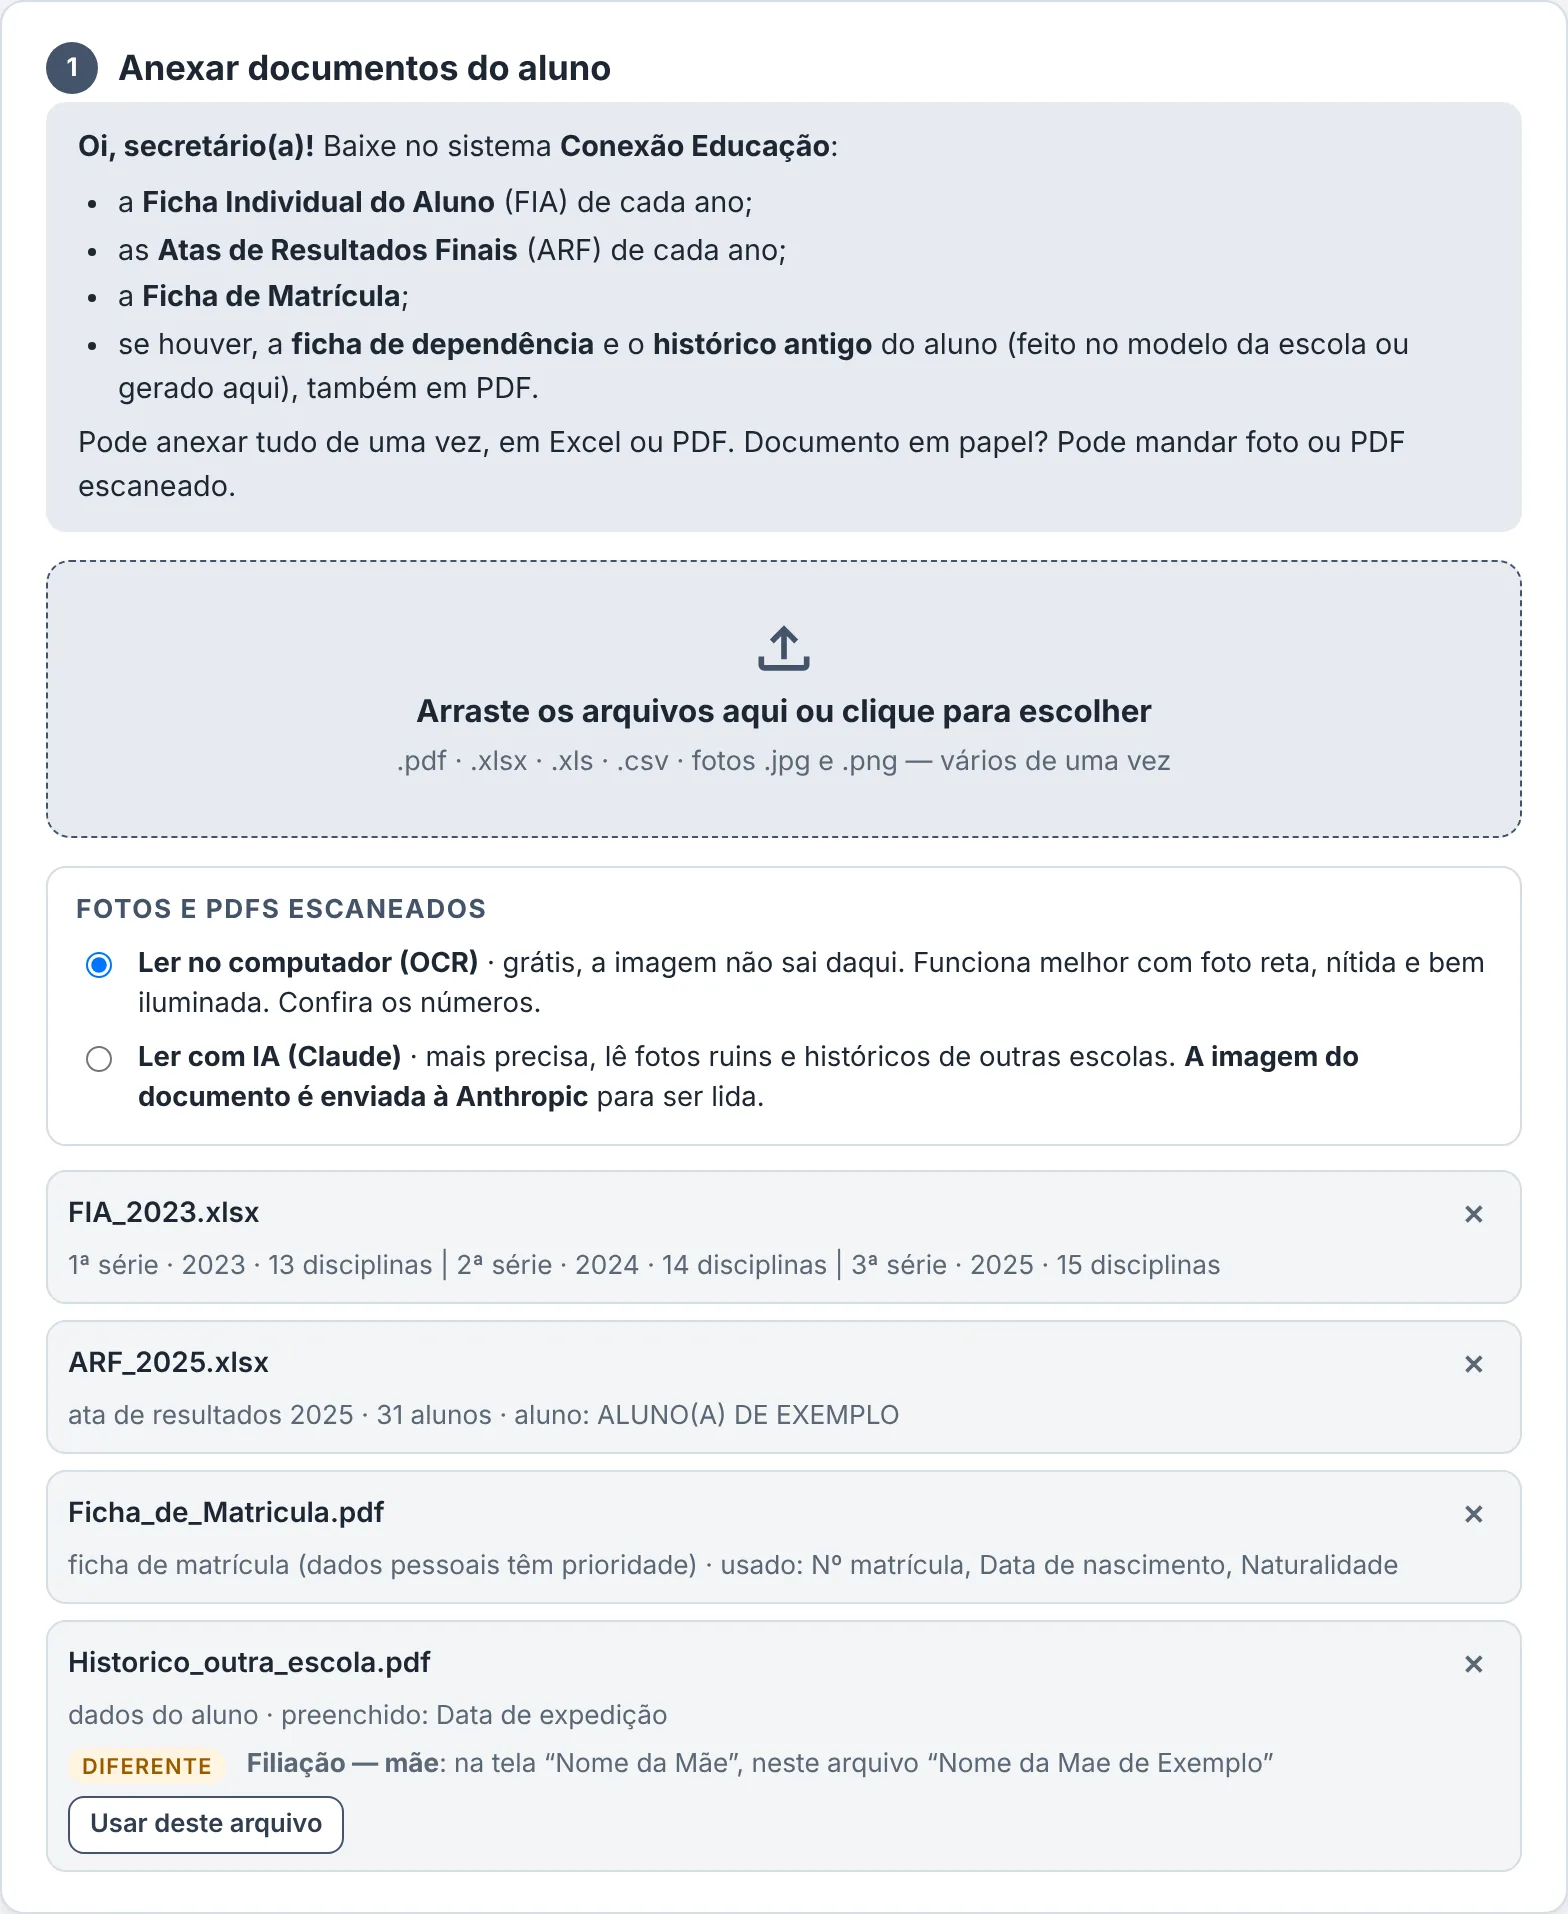 1 Anexar documentos do aluno
Oi, secretário(a)! Baixe no sistema Conexão Educação:
• a Ficha Individual do Aluno (FIA) de cada ano;
• as Atas de Resultados Finais (ARF) de cada ano;
• a Ficha de Matrícula;
• se houver, a ficha de dependência e o histórico antigo do aluno (feito no modelo da escola ou
gerado aqui), também em PDF.
Pode anexar tudo de uma vez, em Excel ou PDF. Documento em papel? Pode mandar foto ou PDF
escaneado.
Arraste os arquivos aqui ou clique para escolher
.pdf · .xlsx · .xls · .csv · fotos .jpg e .png — vários de uma vez
FOTOS E PDFS ESCANEADOS
Ler no computador (OCR) · grátis, a imagem não sai daqui. Funciona melhor com foto reta, nítida e bem
iluminada. Confira os números.
Ler com IA (Claude) · mais precisa, lê fotos ruins e históricos de outras escolas. A imagem do
documento é enviada à Anthropic para ser lida.
FIA_2023.xlsx ×
1ª série · 2023 · 13 disciplinas | 2ª série · 2024 · 14 disciplinas | 3ª série · 2025 · 15 disciplinas
ARF_2025.xlsx ×
ata de resultados 2025 · 31 alunos · aluno: ALUNO(A) DE EXEMPLO
Ficha_de_Matricula.pdf ×
ficha de matrícula (dados pessoais têm prioridade) · usado: Nº matrícula, Data de nascimento, Naturalidade
Historico_outra_escola.pdf ×
dados do aluno · preenchido: Data de expedição
DIFERENTE Filiação — mãe: na tela “Nome da Mãe”, neste arquivo “Nome da Mae de Exemplo”
Usar deste arquivo